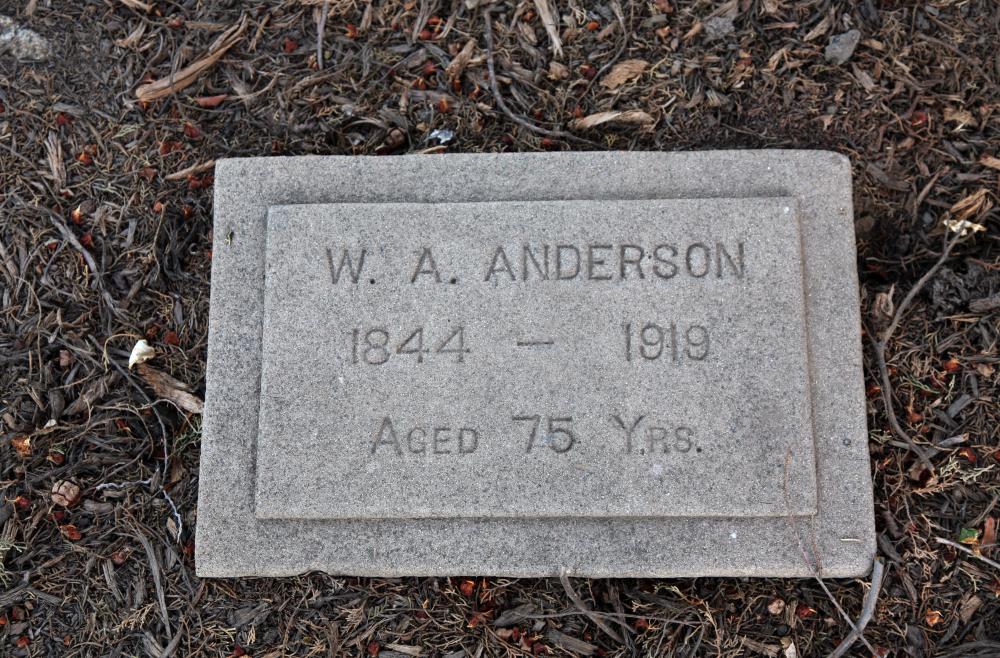 W. A. ANDERSON
1844 – 1919
AGED 75 YRS.